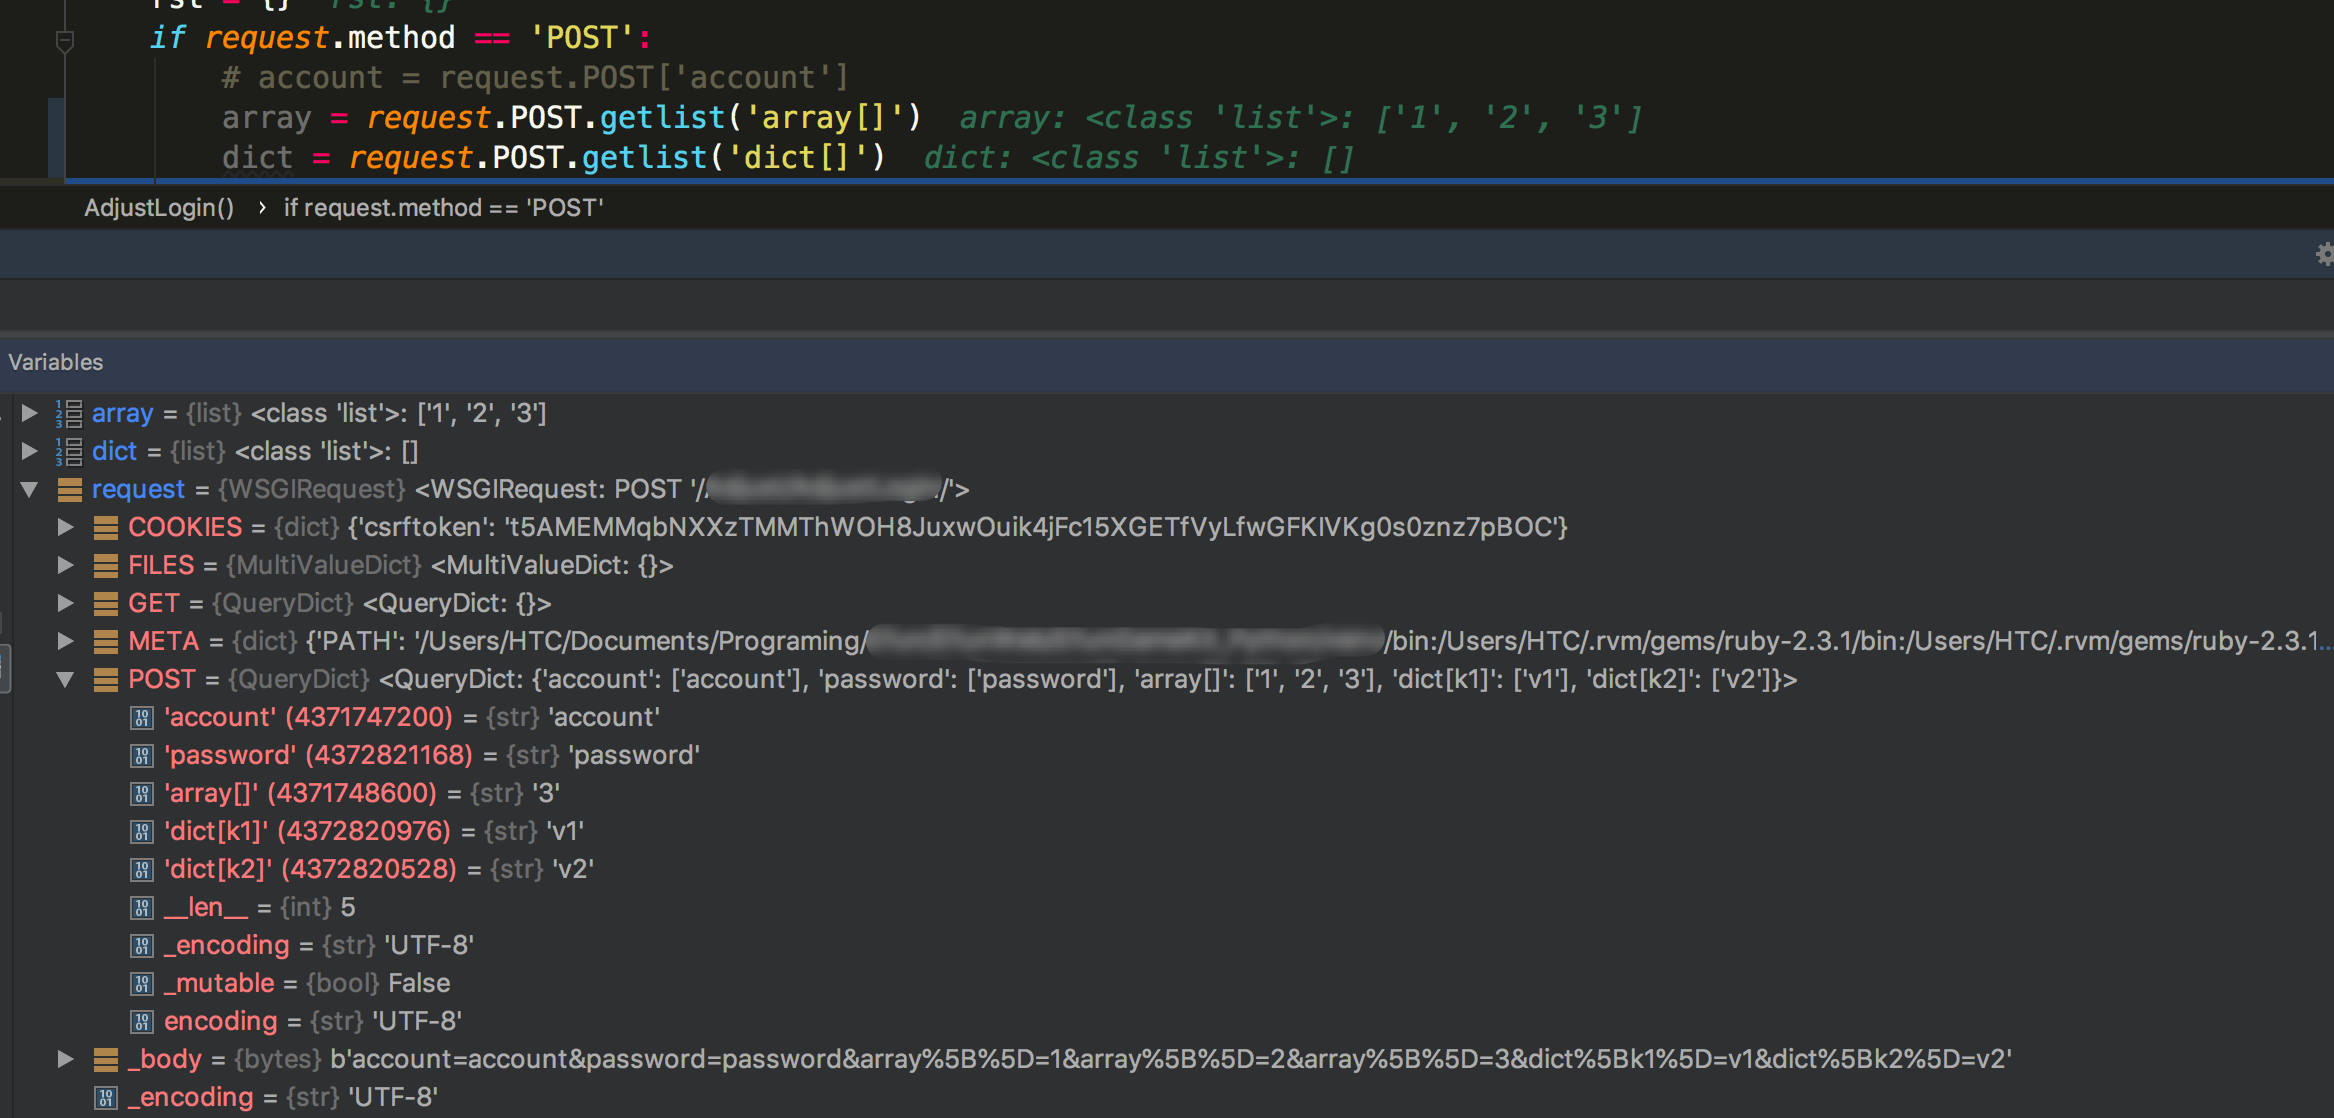 rst = {} rst: {}
if request.method == 'POST':
# account = request.POST['account']
array = request.POST.getlist('array[]') array: <class 'list'>: ['1', '2', '3']
dict = request.POST.getlist('dict[]') dict: <class 'list'>: []
AdjustLogin() › if request.method == 'POST'
Variables
array = {list} <class 'list'>: ['1', '2', '3']
dict = {list} <class 'list'>: []
request = {WSGIRequest} <WSGIRequest: POST '/ /'>
COOKIES = {dict} {'csrftoken': 't5AMEMMqbNXXzTMMThWOH8JuxwOuik4jFc15XGETfVyLfwGFKIVKg0s0znz7pBOC'}
FILES = {MultiValueDict} <MultiValueDict: {}>
GET = {QueryDict} <QueryDict: {}>
META = {dict} {'PATH': '/Users/HTC/Documents/Programing/ /bin:/Users/HTC/.rvm/gems/ruby-2.3.1/bin:/Users/HTC/.rvm/gems/ruby-2.3.1...
POST = {QueryDict} <QueryDict: {'account': ['account'], 'password': ['password'], 'array[]': ['1', '2', '3'], 'dict[k1]': ['v1'], 'dict[k2]': ['v2']}>
'account' (4371747200) = {str} 'account'
'password' (4372821168) = {str} 'password'
'array[]' (4371748600) = {str} '3'
'dict[k1]' (4372820976) = {str} 'v1'
'dict[k2]' (4372820528) = {str} 'v2'
__len__ = {int} 5
_encoding = {str} 'UTF-8'
_mutable = {bool} False
encoding = {str} 'UTF-8'
_body = {bytes} b'account=account&password=password&array%5B%5D=1&array%5B%5D=2&array%5B%5D=3&dict%5Bk1%5D=v1&dict%5Bk2%5D=v2'
_encoding = {str} 'UTF-8'